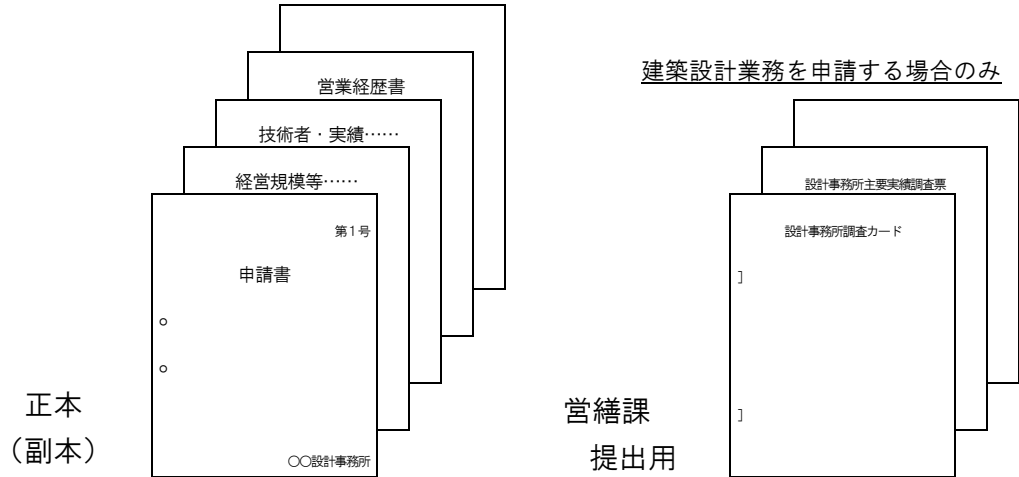 営業経歴書
技術者・実績……
経営規模等……
第1号
申請書
○○設計事務所
正本
（副本）
建築設計業務を申請する場合のみ
設計事務所主要実績調査票
設計事務所調査カード
営繕課
提出用